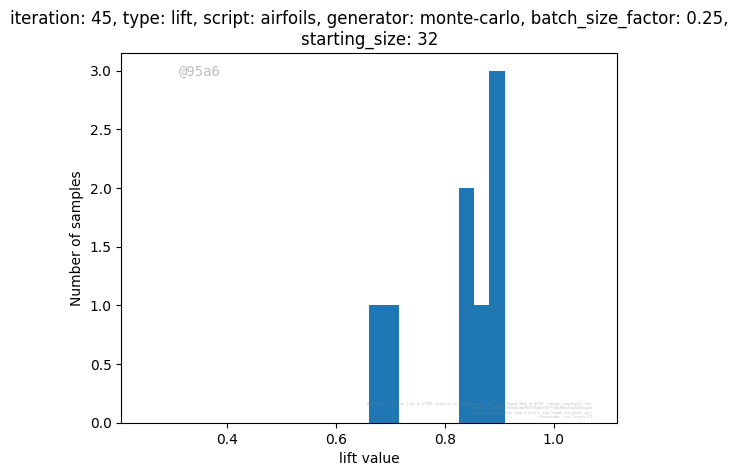 iteration: 45, type: lift, script: airfoils, generator: monte-carlo, batch_size_factor: 0.25,
starting_size: 32
@95a6
3.0
2.5
2.0
1.5
1.0
0.5
0.0
Number of samples
0.4 0.6 0.8 1.0
lift value